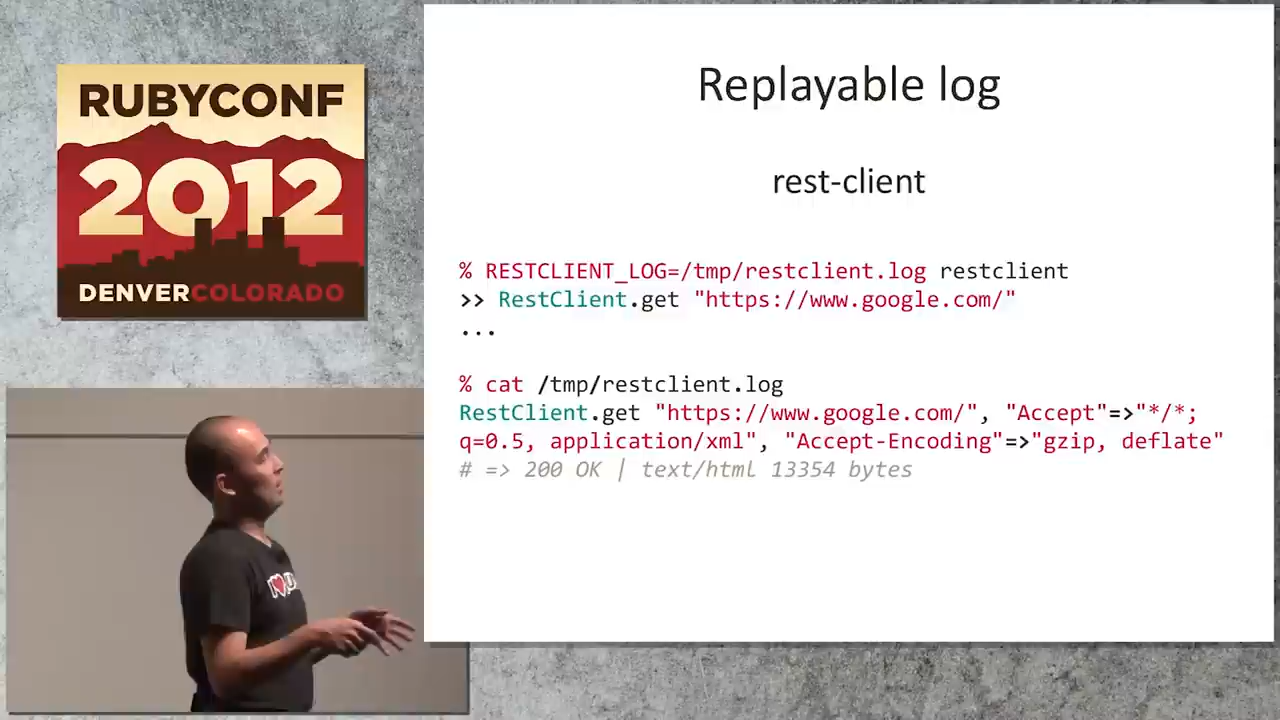 RUBYCONF
2012
DENVERCOLORADO
Replayable log
rest-client
% RESTCLIENT_LOG=/tmp/restclient.log restclient
>> RestClient.get "https://www.google.com/"
...
% cat /tmp/restclient.log
RestClient.get "https://www.google.com/", "Accept"=>"*/*;
q=0.5, application/xml", "Accept-Encoding"=>"gzip, deflate"
# => 200 OK | text/html 13354 bytes